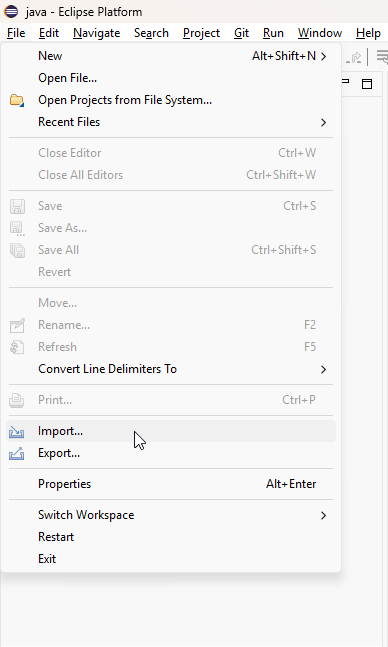 java - Eclipse Platform
File Edit Navigate Search Project Git Run Window Help
New Alt+Shift+N
Open File...
Open Projects from File System...
Recent Files
Close Editor Ctrl+W
Close All Editors Ctrl+Shift+W
Save Ctrl+S
Save As...
Save All Ctrl+Shift+S
Revert
Move...
Rename... F2
Refresh F5
Convert Line Delimiters To
Print... Ctrl+P
Import...
Export...
Properties Alt+Enter
Switch Workspace
Restart
Exit